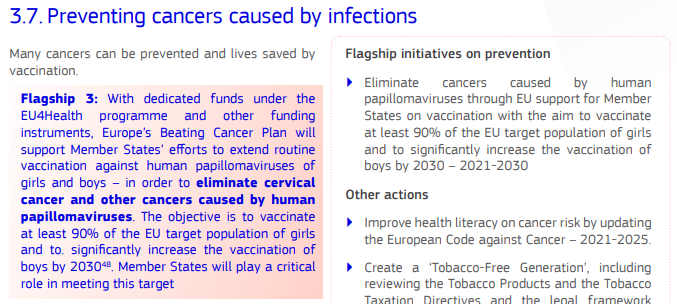 3.7. Preventing cancers caused by infections
Many cancers can be prevented and lives saved by
vaccination.
Flagship 3: With dedicated funds under the
EU4Health programme and other funding
instruments, Europe's Beating Cancer Plan will
support Member States' efforts to extend routine
vaccination against human papillomaviruses of
girls and boys – in order to eliminate cervical
cancer and other cancers caused by human
papillomaviruses. The objective is to vaccinate
at least 90% of the EU target population of girls
and to. significantly increase the vaccination of
boys by 2030⁴⁸. Member States will play a critical
role in meeting this target
Flagship initiatives on prevention
Eliminate cancers caused by human
papillomaviruses through EU support for Member
States on vaccination with the aim to vaccinate
at least 90% of the EU target population of girls
and to significantly increase the vaccination of
boys by 2030 – 2021-2030
Other actions
Improve health literacy on cancer risk by updating
the European Code against Cancer – 2021-2025.
Create a 'Tobacco-Free Generation', including
reviewing the Tobacco Products and the Tobacco
Taxation Directives and the legal framework